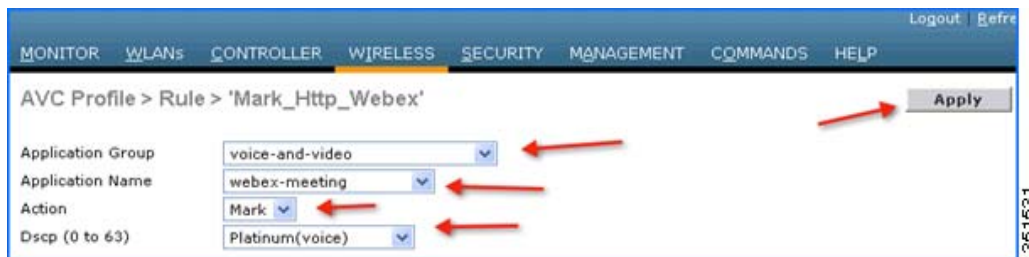 Logout | Refre
MONITOR WLANs CONTROLLER WIRELESS SECURITY MANAGEMENT COMMANDS HELP
AVC Profile > Rule > 'Mark_Http_Webex' Apply
Application Group voice-and-video
Application Name webex-meeting
Action Mark
Dscp (0 to 63) Platinum(voice)
351531